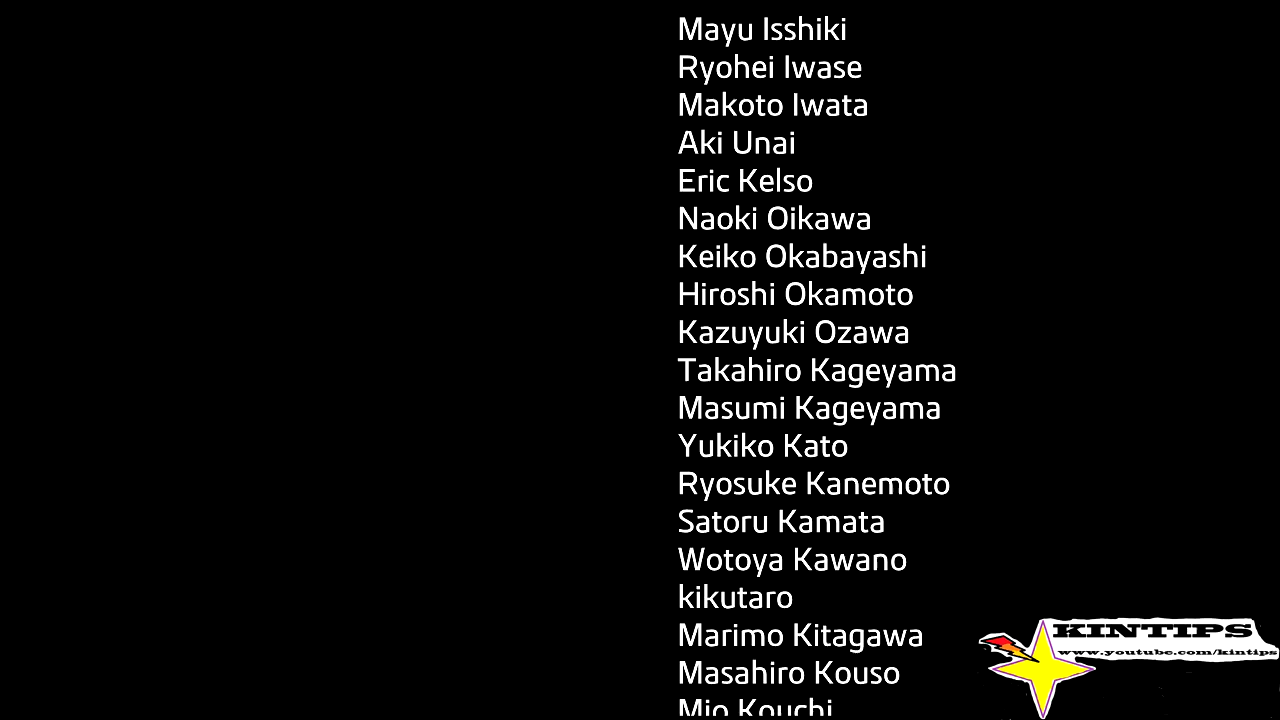 Mayu Isshiki
Ryohei Iwase
Makoto Iwata
Aki Unai
Eric Kelso
Naoki Oikawa
Keiko Okabayashi
Hiroshi Okamoto
Kazuyuki Ozawa
Takahiro Kageyama
Masumi Kageyama
Yukiko Kato
Ryosuke Kanemoto
Satoru Kamata
Wotoya Kawano
kikutaro
Marimo Kitagawa
Masahiro Kouso
Mio Kouchi
KINTIPS
www.youtube.com/kintips